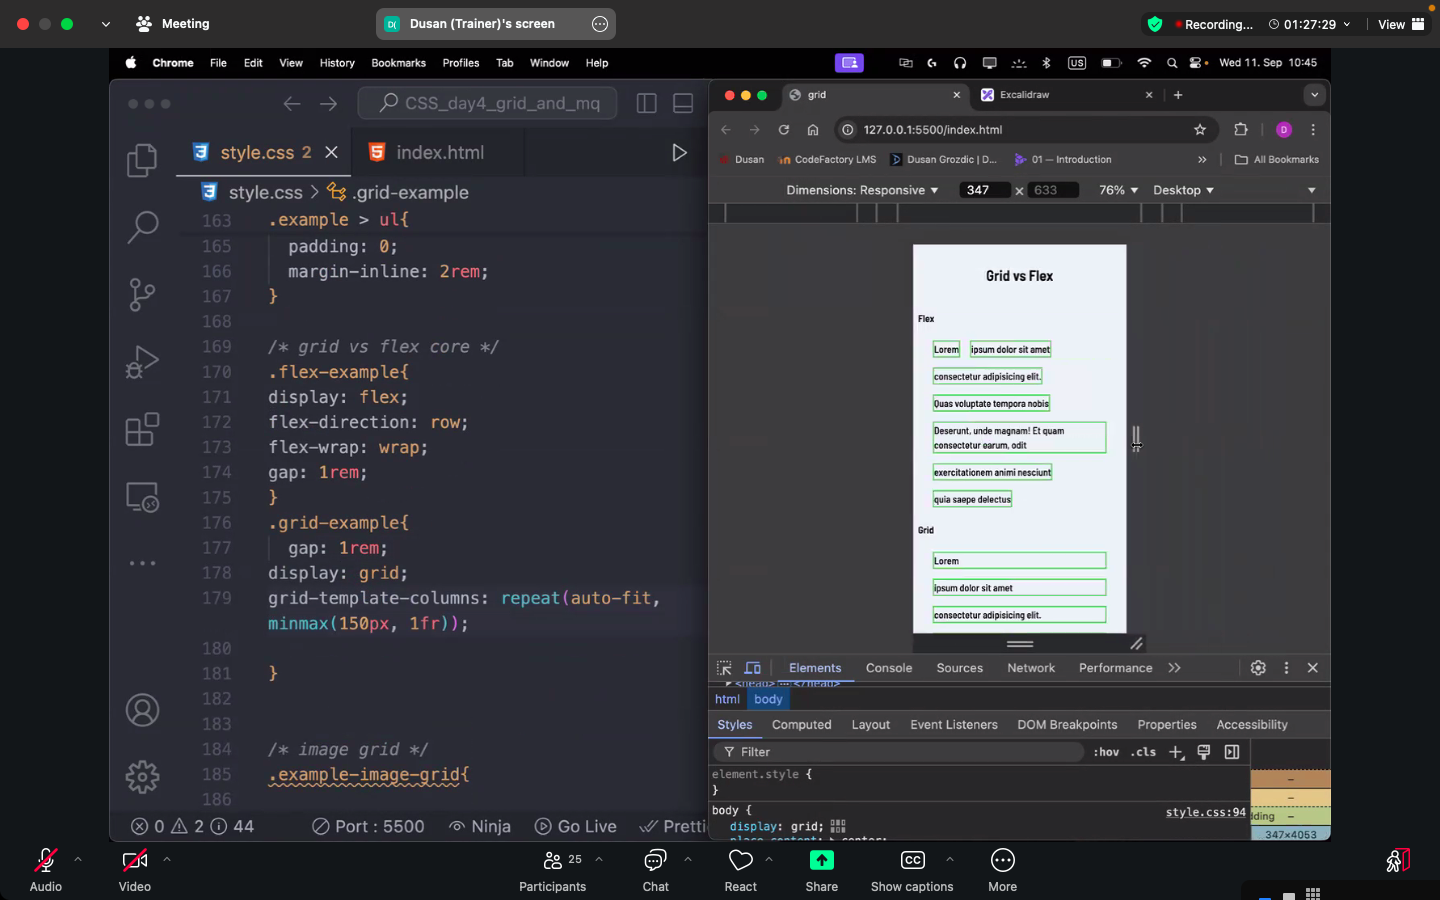 Meeting
D( Dusan (Trainer)'s screen
Recording...
01:27:29
View
Chrome File Edit View History Bookmarks Profiles Tab Window Help
US
Wed 11. Sep 10:45
CSS_day4_grid_and_mq
style.css 2
index.html
style.css > .grid-example
163 .example > ul{
165 padding: 0;
166 margin-inline: 2rem;
167 }
168
169 /* grid vs flex core */
170 .flex-example{
171 display: flex;
172 flex-direction: row;
173 flex-wrap: wrap;
174 gap: 1rem;
175 }
176 .grid-example{
177 gap: 1rem;
178 display: grid;
179 grid-template-columns: repeat(auto-fit,
minmax(150px, 1fr));
180
181 }
182
183
184 /* image grid */
185 .example-image-grid{
186
0 2 44
Port : 5500
Ninja
Go Live
grid
Excalidraw
127.0.0.1:5500/index.html
D
Dusan
CodeFactory LMS
Dusan Grozdic | D...
01 — Introduction
»
All Bookmarks
Dimensions: Responsive
347 × 633
76%
Desktop
Grid vs Flex
Flex
Lorem
ipsum dolor sit amet
consectetur adipisicing elit.
Quas voluptate tempora nobis
Deserunt, unde magnam! Et quam
consectetur earum, odit
exercitationem animi nesciunt
quia saepe delectus
Grid
Lorem
ipsum dolor sit amet
consectetur adipisicing elit.
Elements Console Sources Network Performance »
html body
Styles Computed Layout Event Listeners DOM Breakpoints Properties Accessibility
Filter
:hov .cls
element.style {
}
body {
style.css:94
display: grid;
347×4053
Audio
Video
Participants 25
Chat
React
Share
CC
Show captions
More